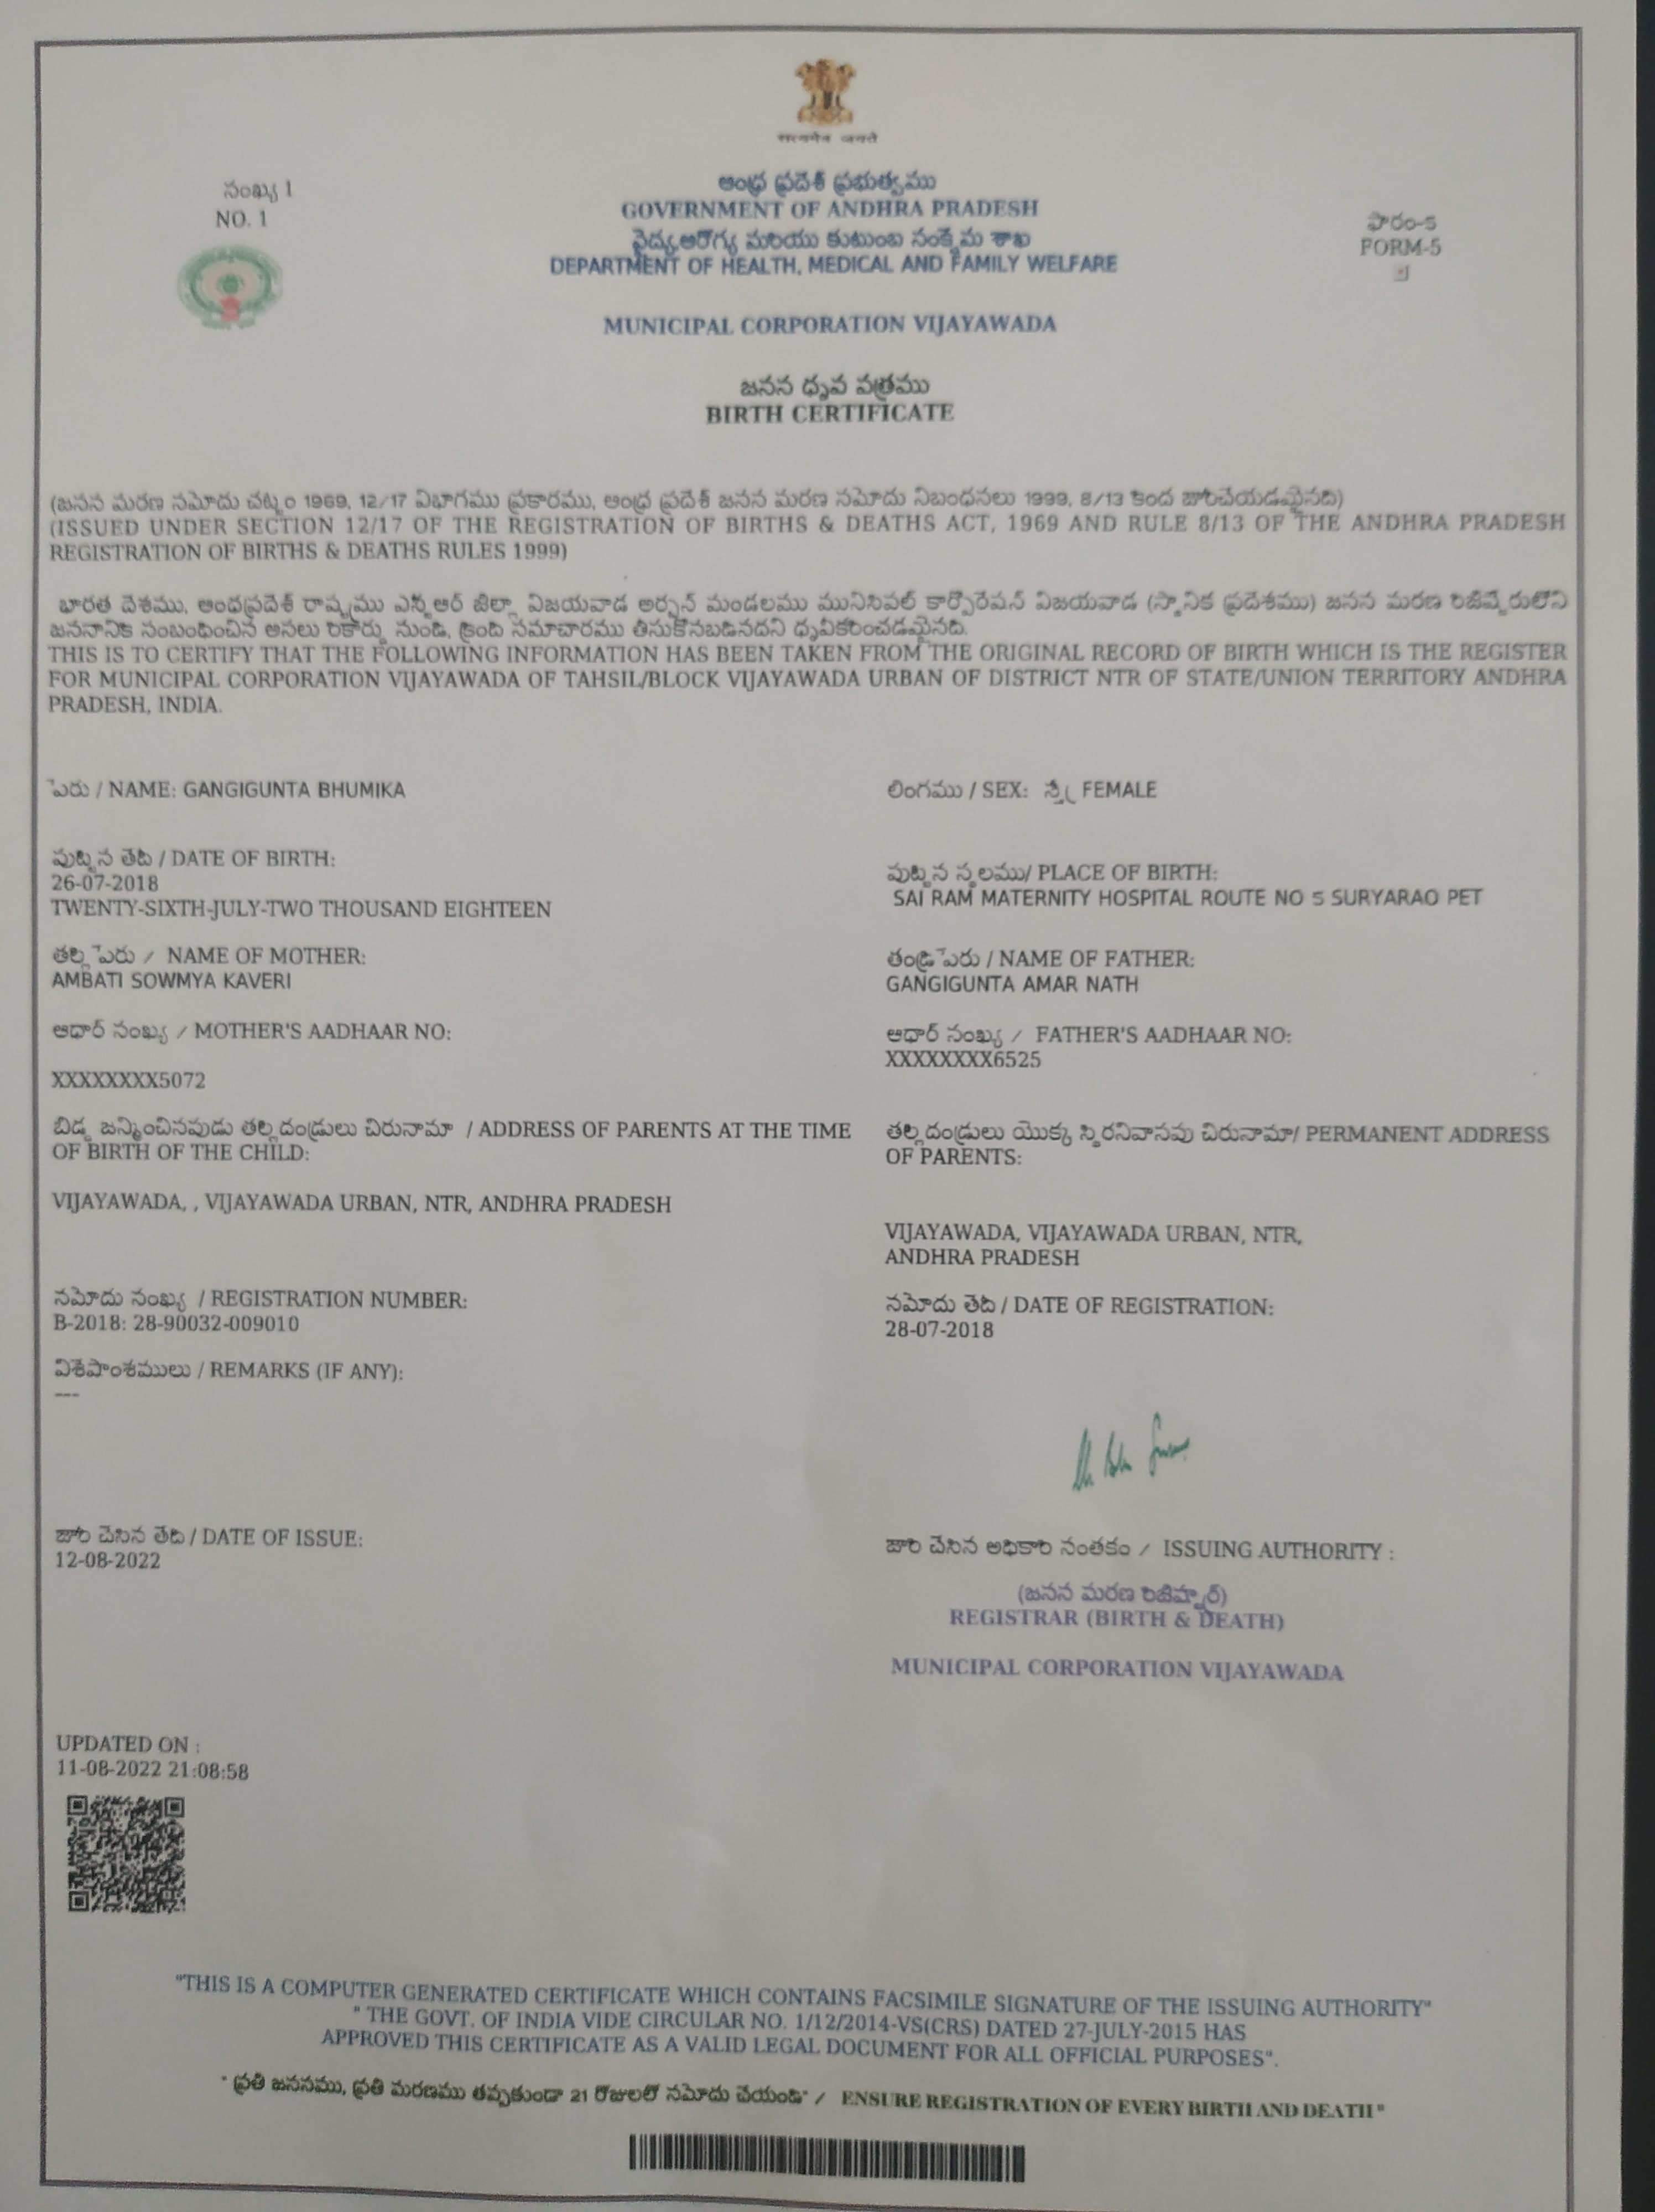 सत्यमेव जयते
సంఖ్య 1
NO. 1
ఆంధ్ర ప్రదేశ్ ప్రభుత్వము
GOVERNMENT OF ANDHRA PRADESH
వైద్య ఆరోగ్య మరియు కుటుంబ సంక్షేమ శాఖ
DEPARTMENT OF HEALTH, MEDICAL AND FAMILY WELFARE
ఫారం-5
FORM-5
MUNICIPAL CORPORATION VIJAYAWADA
జనన ధృవ పత్రము
BIRTH CERTIFICATE
(జనన మరణ నమోదు చట్టం 1969, 12/17 విభాగము ప్రకారము, ఆంధ్ర ప్రదేశ్ జనన మరణ నమోదు నిబంధనలు 1999, 8/13 కింద జారీచేయడమైనది)
(ISSUED UNDER SECTION 12/17 OF THE REGISTRATION OF BIRTHS & DEATHS ACT, 1969 AND RULE 8/13 OF THE ANDHRA PRADESH
REGISTRATION OF BIRTHS & DEATHS RULES 1999)
భారత దేశము, ఆంధ్రప్రదేశ్ రాష్ట్రము ఎన్టీఆర్ జిల్లా విజయవాడ అర్బన్ మండలము మునిసిపల్ కార్పొరేషన్ విజయవాడ (స్థానిక ప్రదేశము) జనన మరణ రిజిష్టరులోని
జననానికి సంబంధించిన అసలు రికార్డు నుండి, క్రింది సమాచారము తీసుకొనబడినదని ధృవీకరించడమైనది.
THIS IS TO CERTIFY THAT THE FOLLOWING INFORMATION HAS BEEN TAKEN FROM THE ORIGINAL RECORD OF BIRTH WHICH IS THE REGISTER
FOR MUNICIPAL CORPORATION VIJAYAWADA OF TAHSIL/BLOCK VIJAYAWADA URBAN OF DISTRICT NTR OF STATE/UNION TERRITORY ANDHRA
PRADESH, INDIA.
పేరు / NAME: GANGIGUNTA BHUMIKA
లింగము / SEX: స్త్రీ FEMALE
పుట్టిన తేది / DATE OF BIRTH:
26-07-2018
TWENTY-SIXTH-JULY-TWO THOUSAND EIGHTEEN
పుట్టిన స్థలము/ PLACE OF BIRTH:
SAI RAM MATERNITY HOSPITAL ROUTE NO 5 SURYARAO PET
తల్లి పేరు / NAME OF MOTHER:
AMBATI SOWMYA KAVERI
తండ్రి పేరు / NAME OF FATHER:
GANGIGUNTA AMAR NATH
ఆధార్ సంఖ్య / MOTHER'S AADHAAR NO:
XXXXXXXX5072
ఆధార్ సంఖ్య / FATHER'S AADHAAR NO:
XXXXXXXX6525
బిడ్డ జన్మించినపుడు తల్లిదండ్రులు చిరునామా / ADDRESS OF PARENTS AT THE TIME
OF BIRTH OF THE CHILD:
VIJAYAWADA, , VIJAYAWADA URBAN, NTR, ANDHRA PRADESH
తల్లిదండ్రులు యొక్క స్థిరనివాసపు చిరునామా/ PERMANENT ADDRESS
OF PARENTS:
VIJAYAWADA, VIJAYAWADA URBAN, NTR,
ANDHRA PRADESH
నమోదు సంఖ్య / REGISTRATION NUMBER:
B-2018: 28-90032-009010
నమోదు తేది / DATE OF REGISTRATION:
28-07-2018
విశేషాంశములు / REMARKS (IF ANY):
---
జారీ చేసిన తేది / DATE OF ISSUE:
12-08-2022
జారీ చేసిన అధికారి సంతకం / ISSUING AUTHORITY :
(జనన మరణ రిజిష్ట్రార్)
REGISTRAR (BIRTH & DEATH)
MUNICIPAL CORPORATION VIJAYAWADA
UPDATED ON :
11-08-2022 21:08:58
"THIS IS A COMPUTER GENERATED CERTIFICATE WHICH CONTAINS FACSIMILE SIGNATURE OF THE ISSUING AUTHORITY"
" THE GOVT. OF INDIA VIDE CIRCULAR NO. 1/12/2014-VS(CRS) DATED 27-JULY-2015 HAS
APPROVED THIS CERTIFICATE AS A VALID LEGAL DOCUMENT FOR ALL OFFICIAL PURPOSES".
" ప్రతి జననము, ప్రతి మరణము తప్పకుండా 21 రోజులలో నమోదు చేయండి" / ENSURE REGISTRATION OF EVERY BIRTH AND DEATH "